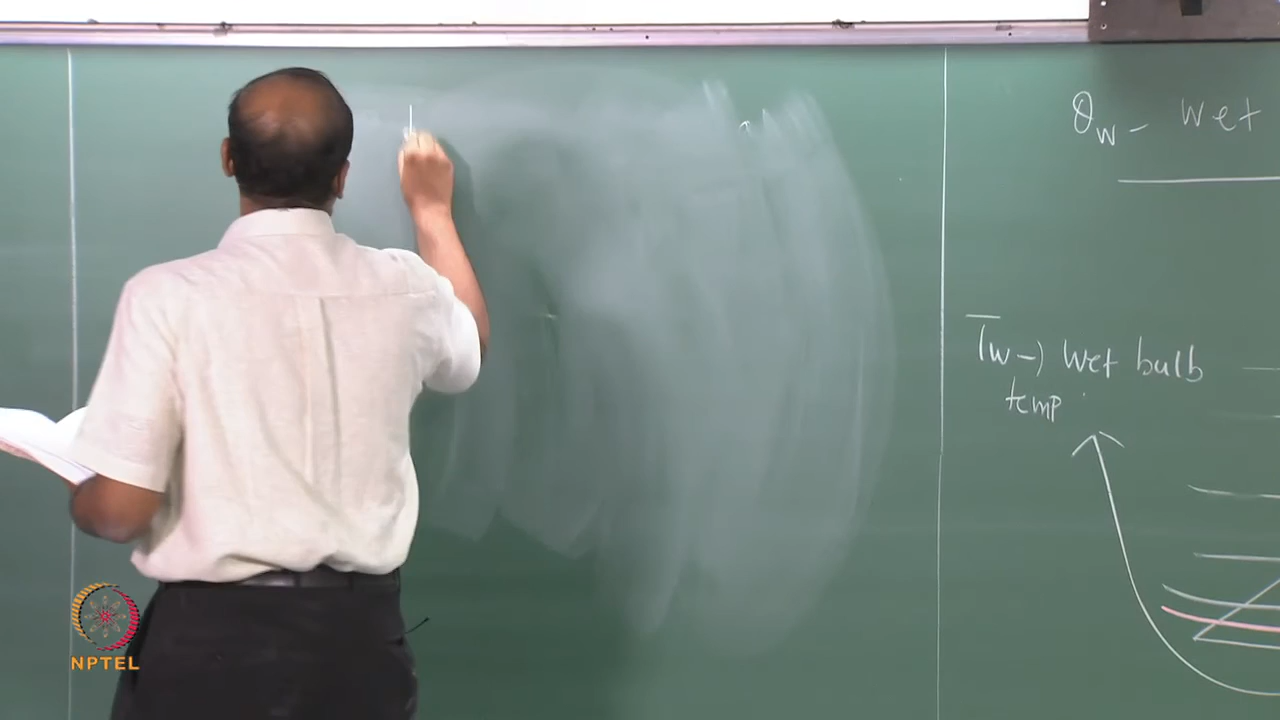 θw - wet
Tw → wet bulb
temp
NPTEL